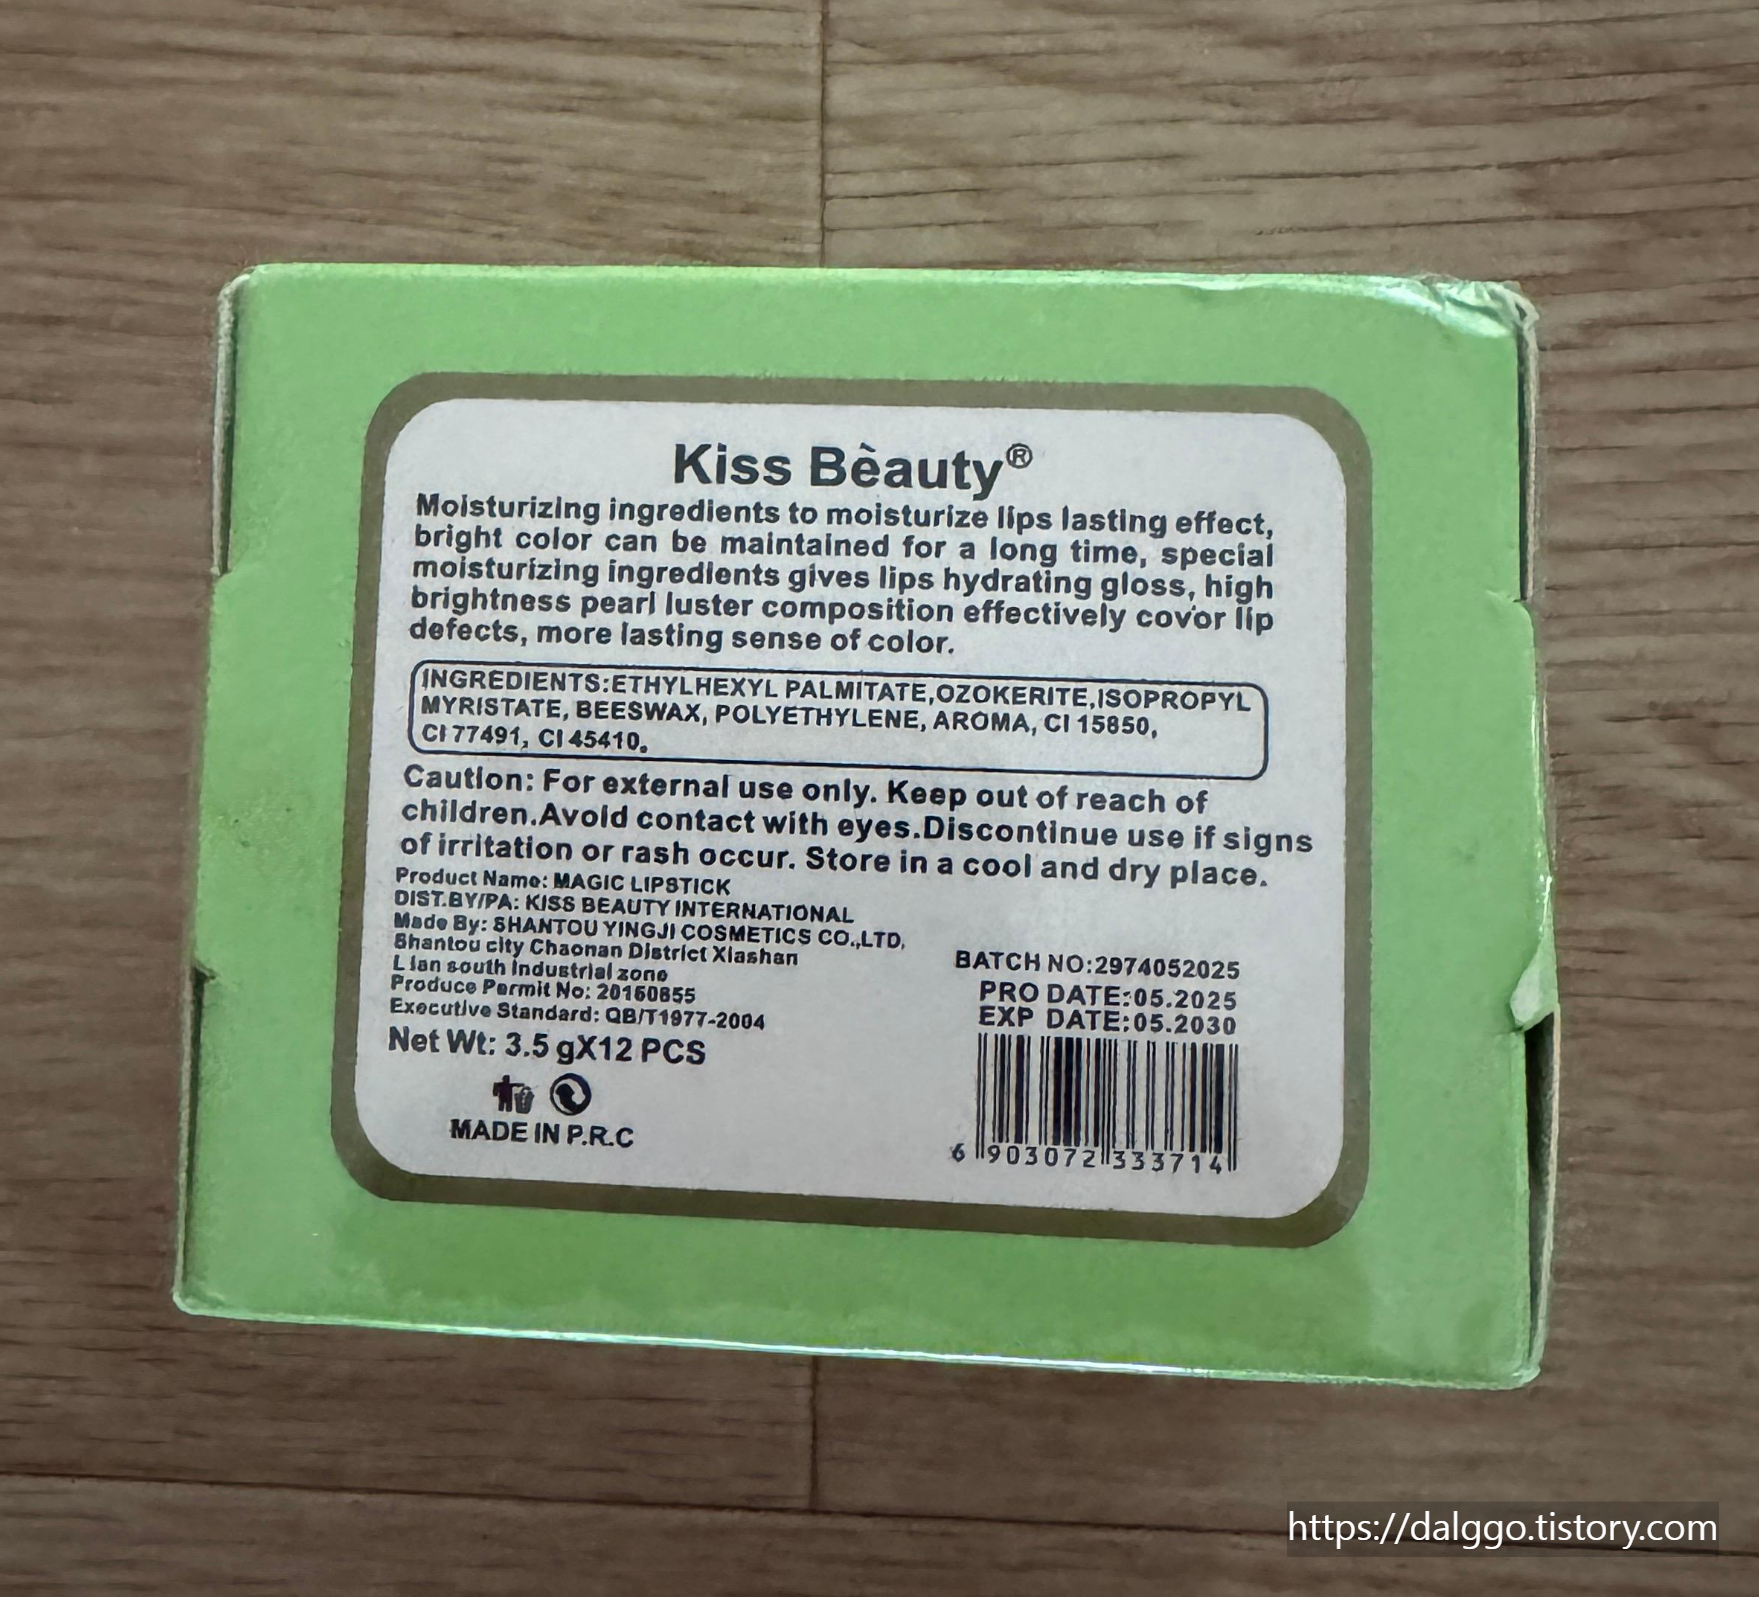 Kiss Bèauty®
Moisturizing ingredients to moisturize lips lasting effect,
bright color can be maintained for a long time, special
moisturizing ingredients gives lips hydrating gloss, high
brightness pearl luster composition effectively covor lip
defects, more lasting sense of color.
INGREDIENTS:ETHYLHEXYL PALMITATE,OZOKERITE,ISOPROPYL
MYRISTATE, BEESWAX, POLYETHYLENE, AROMA, CI 15850,
CI 77491, CI 45410.
Caution: For external use only. Keep out of reach of
children.Avoid contact with eyes.Discontinue use if signs
of irritation or rash occur. Store in a cool and dry place.
Product Name: MAGIC LIPSTICK
DIST.BY/PA: KISS BEAUTY INTERNATIONAL
Made By: SHANTOU YINGJI COSMETICS CO.,LTD,
Shantou city Chaonan District Xiashan
Lian south industrial zone
Produce Permit No: 20160855
Executive Standard: QB/T1977-2004
Net Wt: 3.5 gX12 PCS
MADE IN P.R.C
BATCH NO:2974052025
PRO DATE:05.2025
EXP DATE:05.2030
6 903072 333714
https://dalggo.tistory.com